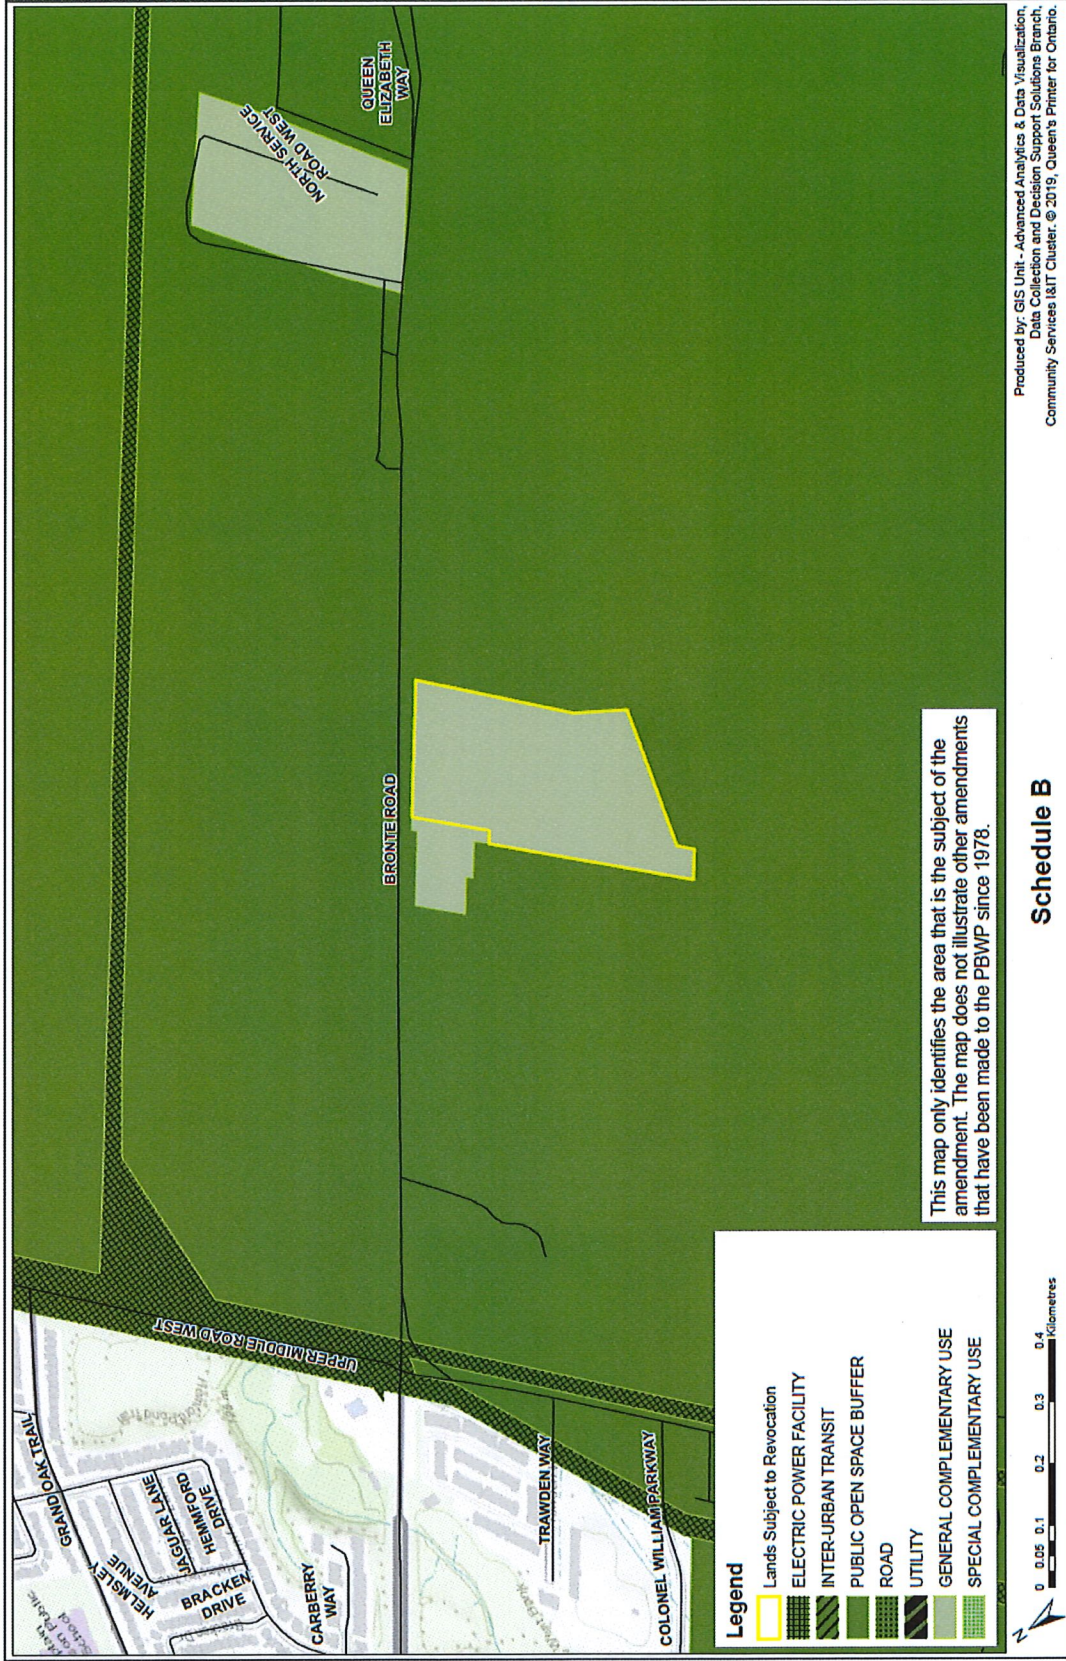 QUEEN
ELIZABETH
WAY
NORTH SERVICE
ROAD WEST
BRONTE ROAD
UPPER MIDDLE ROAD WEST
GRAND OAK TRAIL
HELMSLEY
AVENUE
JAGUAR LANE
HEMMFORD
DRIVE
BRACKEN
DRIVE
CARBERRY
WAY
TRAWDEN WAY
COLONEL WILLIAM PARKWAY
This map only identifies the area that is the subject of the
amendment. The map does not illustrate other amendments
that have been made to the PBWP since 1978.
Legend
Lands Subject to Revocation
ELECTRIC POWER FACILITY
INTER-URBAN TRANSIT
PUBLIC OPEN SPACE BUFFER
ROAD
UTILITY
GENERAL COMPLEMENTARY USE
SPECIAL COMPLEMENTARY USE
N
0 0.05 0.1 0.2 0.3 0.4
Kilometres
Schedule B
Produced by: GIS Unit - Advanced Analytics & Data Visualization,
Data Collection and Decision Support Solutions Branch,
Community Services I&IT Cluster. © 2019, Queen's Printer for Ontario.